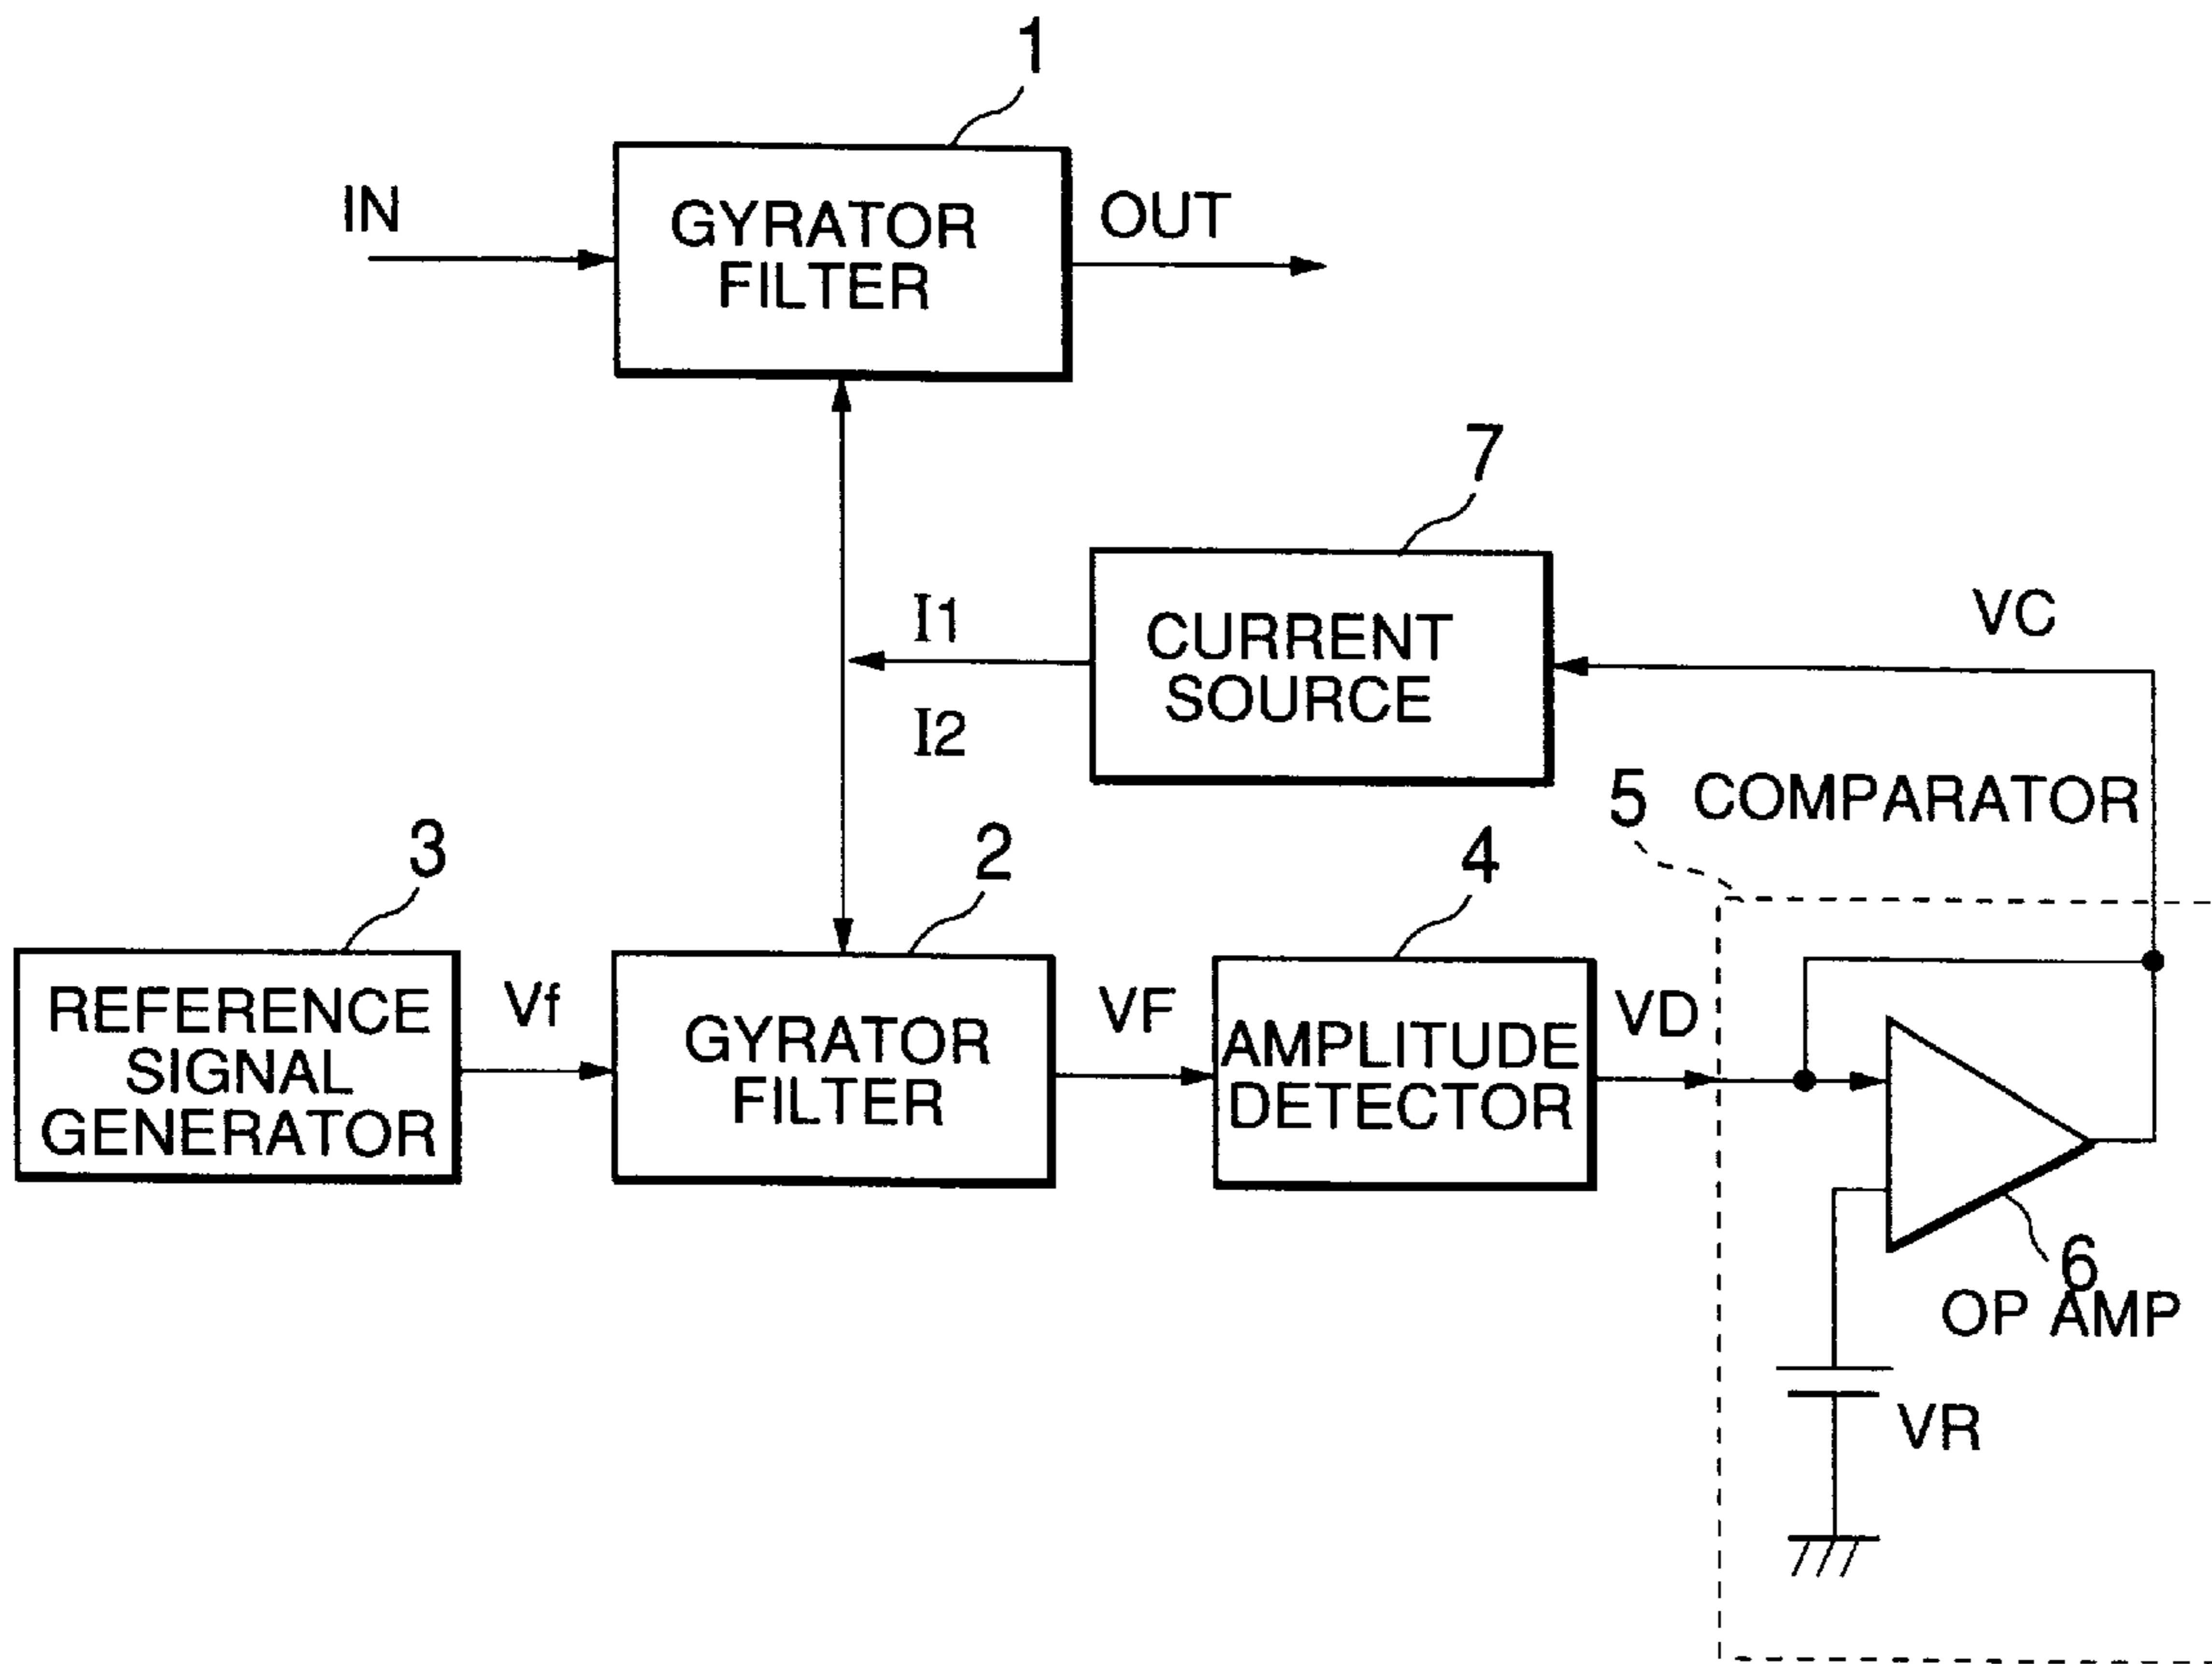 1
IN
GYRATOR
FILTER
OUT
7
I1
CURRENT
SOURCE
VC
I2
5 COMPARATOR
3
2
4
REFERENCE
SIGNAL
GENERATOR
Vf
GYRATOR
FILTER
VF
AMPLITUDE
DETECTOR
VD
6
OP AMP
VR